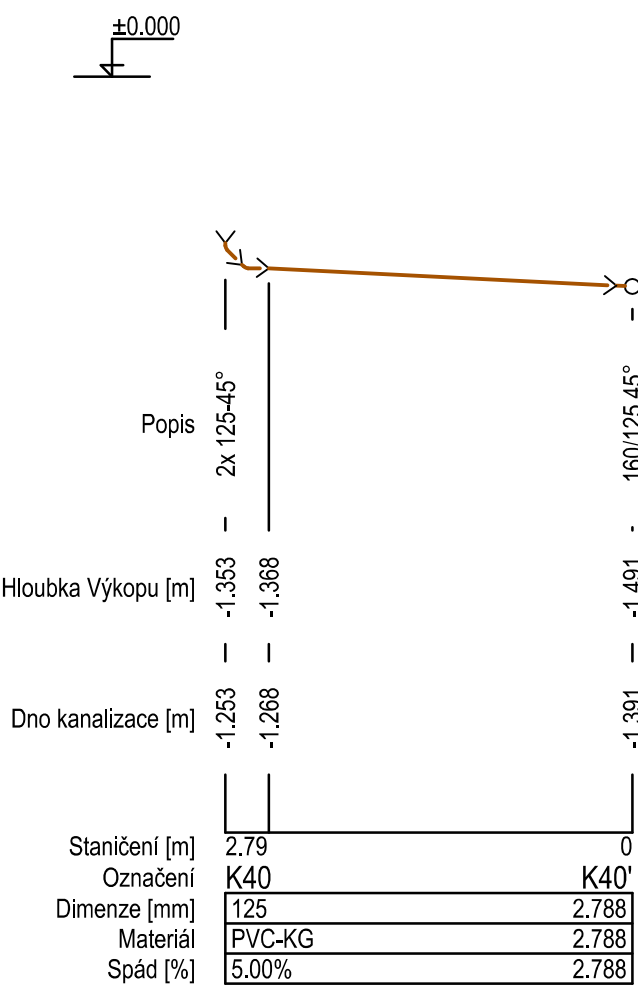 ±0.000
Popis
2x 125-45°
160/125 45°
Hloubka Výkopu [m]
-1.353
-1.368
-1.491
Dno kanalizace [m]
-1.253
-1.268
-1.391
Staničení [m] 2.79 0
Označení K40 K40'
Dimenze [mm] 125 2.788
Materiál PVC-KG 2.788
Spád [%] 5.00% 2.788